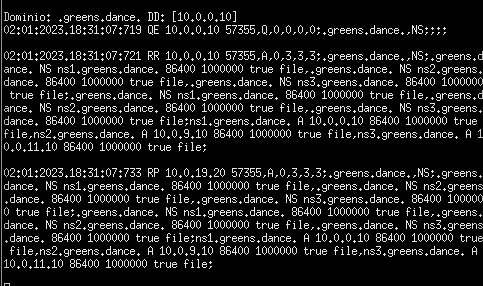 Dominio: .greens.dance. DD: [10.0.0.10]
02:01:2023.18:31:07:719 QE 10.0.0.10 57355,Q,0,0,0,0;.greens.dance.,NS;;;;
02:01:2023.18:31:07:721 RR 10.0.0.10 57355,A,0,3,3,3;.greens.dance.,NS;.greens.d
ance. NS ns1.greens.dance. 86400 1000000 true file,.greens.dance. NS ns2.greens.
dance. 86400 1000000 true file,.greens.dance. NS ns3.greens.dance. 86400 1000000
true file;.greens.dance. NS ns1.greens.dance. 86400 1000000 true file,.greens.d
ance. NS ns2.greens.dance. 86400 1000000 true file,.greens.dance. NS ns3.greens.
dance. 86400 1000000 true file;ns1.greens.dance. A 10.0.0.10 86400 1000000 true
file,ns2.greens.dance. A 10.0.9.10 86400 1000000 true file,ns3.greens.dance. A 1
0.0.11.10 86400 1000000 true file;
02:01:2023.18:31:07:733 RP 10.0.19.20 57355,A,0,3,3,3;.greens.dance.,NS;.greens.
dance. NS ns1.greens.dance. 86400 1000000 true file,.greens.dance. NS ns2.greens
.dance. 86400 1000000 true file,.greens.dance. NS ns3.greens.dance. 86400 100000
0 true file;.greens.dance. NS ns1.greens.dance. 86400 1000000 true file,.greens.
dance. NS ns2.greens.dance. 86400 1000000 true file,.greens.dance. NS ns3.greens
.dance. 86400 1000000 true file;ns1.greens.dance. A 10.0.0.10 86400 1000000 true
file,ns2.greens.dance. A 10.0.9.10 86400 1000000 true file,ns3.greens.dance. A
10.0.11.10 86400 1000000 true file;